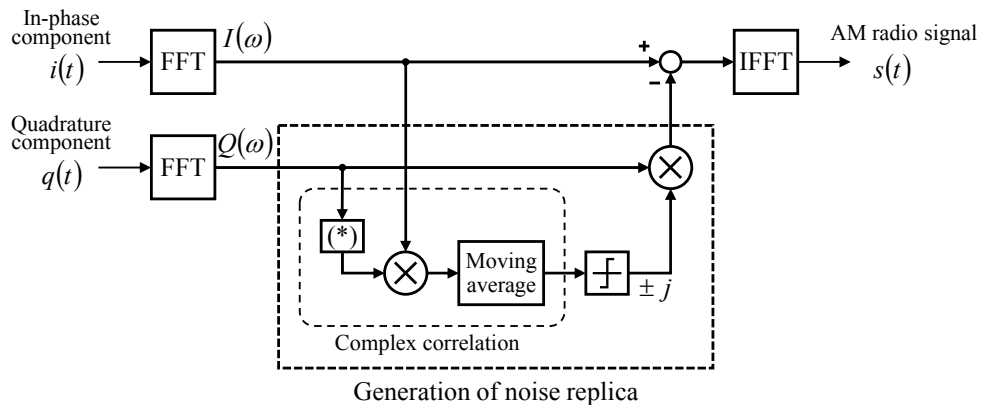 In-phase
component
i(t)
FFT
I(ω)
+
−
IFFT
AM radio signal
s(t)
Quadrature
component
q(t)
FFT
Q(ω)
(*)
Moving
average
± j
Complex correlation
Generation of noise replica